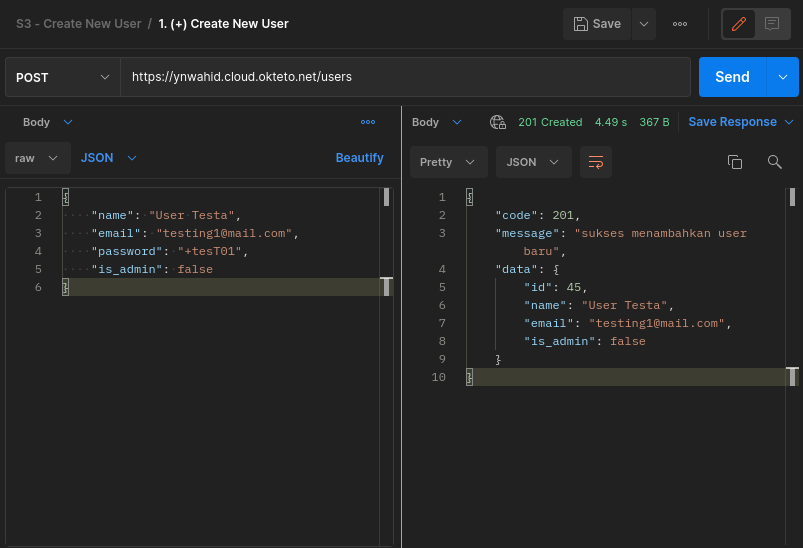 S3 - Create New User / 1. (+) Create New User
Save
POST
https://ynwahid.cloud.okteto.net/users
Send
Body
raw
JSON
Beautify
1 {
2 "name": "User Testa",
3 "email": "testing1@mail.com",
4 "password": "+tesT01",
5 "is_admin": false
6 }
Body
201 Created 4.49 s 367 B
Save Response
Pretty
JSON
1 {
2 "code": 201,
3 "message": "sukses menambahkan user
baru",
4 "data": {
5 "id": 45,
6 "name": "User Testa",
7 "email": "testing1@mail.com",
8 "is_admin": false
9 }
10 }